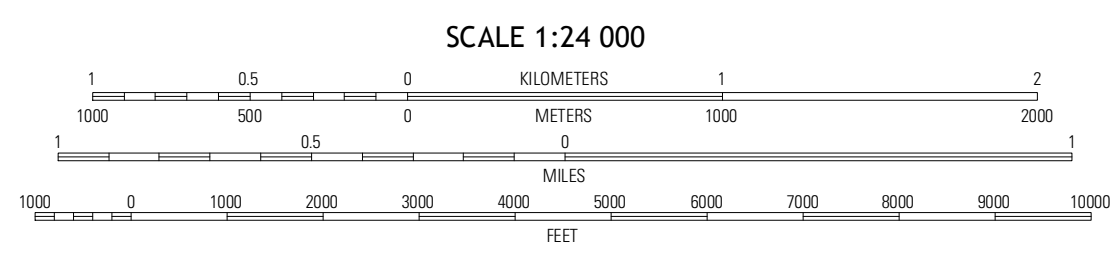 SCALE 1:24 000
1 0.5 0 KILOMETERS 1 2
1000 500 0 METERS 1000 2000
1 0.5 0 1
MILES
1000 0 1000 2000 3000 4000 5000 6000 7000 8000 9000 10000
FEET